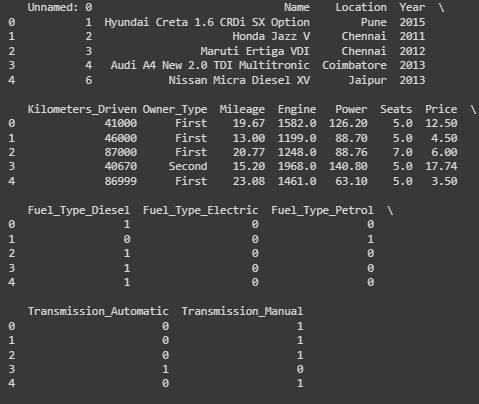 Unnamed: 0 Name Location Year \
0 1 Hyundai Creta 1.6 CRDi SX Option Pune 2015
1 2 Honda Jazz V Chennai 2011
2 3 Maruti Ertiga VDI Chennai 2012
3 4 Audi A4 New 2.0 TDI Multitronic Coimbatore 2013
4 6 Nissan Micra Diesel XV Jaipur 2013
Kilometers_Driven Owner_Type Mileage Engine Power Seats Price \
0 41000 First 19.67 1582.0 126.20 5.0 12.50
1 46000 First 13.00 1199.0 88.70 5.0 4.50
2 87000 First 20.77 1248.0 88.76 7.0 6.00
3 40670 Second 15.20 1968.0 140.80 5.0 17.74
4 86999 First 23.08 1461.0 63.10 5.0 3.50
Fuel_Type_Diesel Fuel_Type_Electric Fuel_Type_Petrol \
0 1 0 0
1 0 0 1
2 1 0 0
3 1 0 0
4 1 0 0
Transmission_Automatic Transmission_Manual
0 0 1
1 0 1
2 0 1
3 1 0
4 0 1